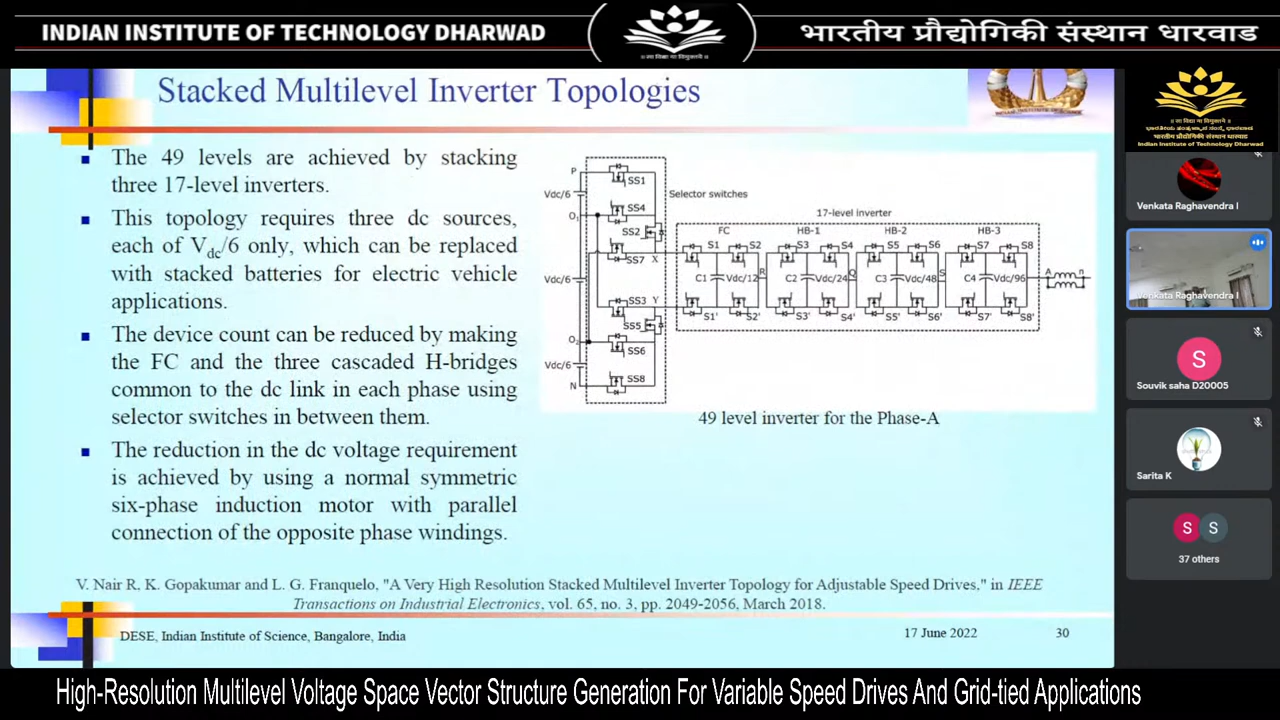 INDIAN INSTITUTE OF TECHNOLOGY DHARWAD
भारतीय प्रौद्योगिकी संस्थान धारवाड
Stacked Multilevel Inverter Topologies
The 49 levels are achieved by stacking
three 17-level inverters.
This topology requires three dc sources,
each of Vdc/6 only, which can be replaced
with stacked batteries for electric vehicle
applications.
The device count can be reduced by making
the FC and the three cascaded H-bridges
common to the dc link in each phase using
selector switches in between them.
The reduction in the dc voltage requirement
is achieved by using a normal symmetric
six-phase induction motor with parallel
connection of the opposite phase windings.
P
SS1
Vdc/6
Selector switches
O1
SS4
SS2
SS7
X
17-level inverter
FC
HB-1
HB-2
HB-3
S1
S2
S3
S4
S5
S6
S7
S8
Vdc/6
C1
Vdc/12
R
C2
Vdc/24
Q
C3
Vdc/48
S
C4
Vdc/96
A
n
SS3
Y
S1'
S2'
S3'
S4'
S5'
S6'
S7'
S8'
SS5
O2
SS6
Vdc/6
SS8
N
49 level inverter for the Phase-A
V. Nair R, K. Gopakumar and L. G. Franquelo, "A Very High Resolution Stacked Multilevel Inverter Topology for Adjustable Speed Drives," in IEEE
Transactions on Industrial Electronics, vol. 65, no. 3, pp. 2049-2056, March 2018.
DESE, Indian Institute of Science, Bangalore, India
17 June 2022
30
Indian Institute of Technology Dharwad
Venkata Raghavendra I
Venkata Raghavendra I
S
Souvik saha D20005
Sarita K
S
S
37 others
High-Resolution Multilevel Voltage Space Vector Structure Generation For Variable Speed Drives And Grid-tied Applications